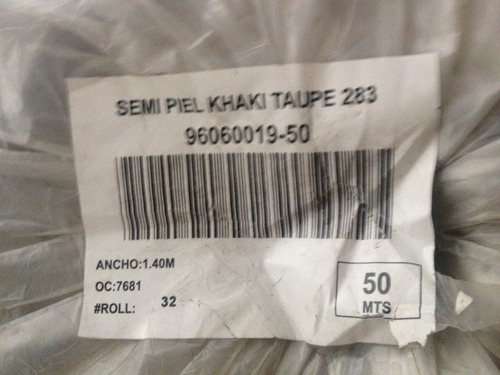 SEMI PIEL KHAKI TAUPE 283
96060019-50
ANCHO:1.40M
OC:7681
#ROLL: 32
50
MTS